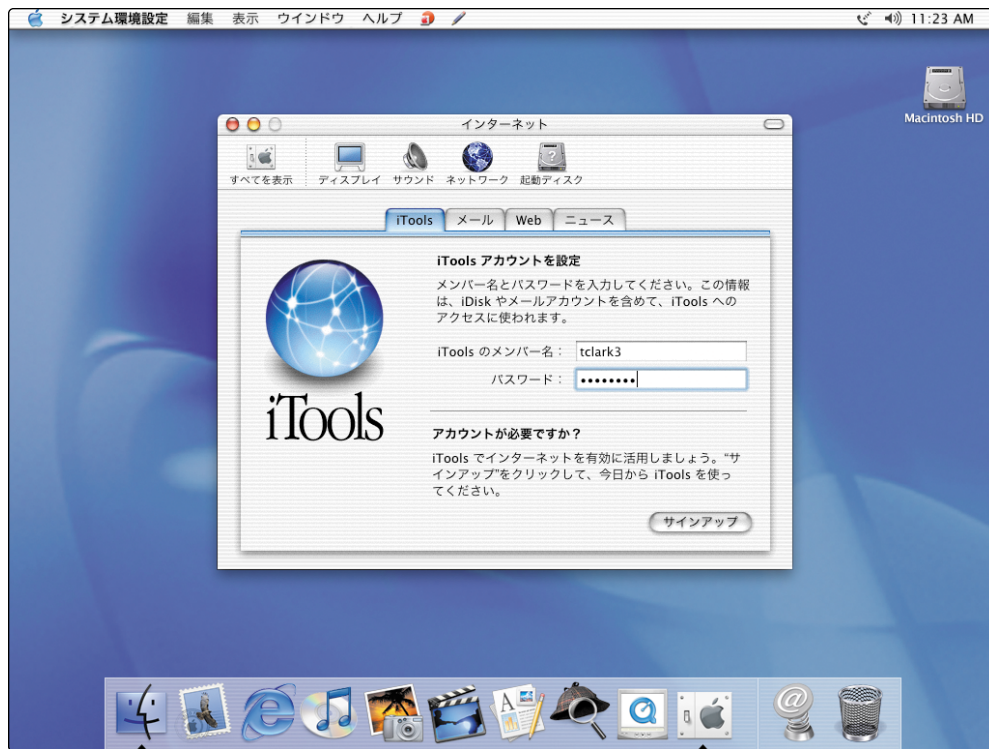 システム環境設定 編集 表示 ウインドウ ヘルプ 11:23 AM
Macintosh HD
インターネット
すべてを表示 ディスプレイ サウンド ネットワーク 起動ディスク
iTools メール Web ニュース
iTools アカウントを設定
メンバー名とパスワードを入力してください。この情報
は、iDisk やメールアカウントを含めて、iTools への
アクセスに使われます。
iTools のメンバー名： tclark3
パスワード： ••••••••
iTools
アカウントが必要ですか？
iTools でインターネットを有効に活用しましょう。“サ
インアップ”をクリックして、今日から iTools を使っ
てください。
サインアップ